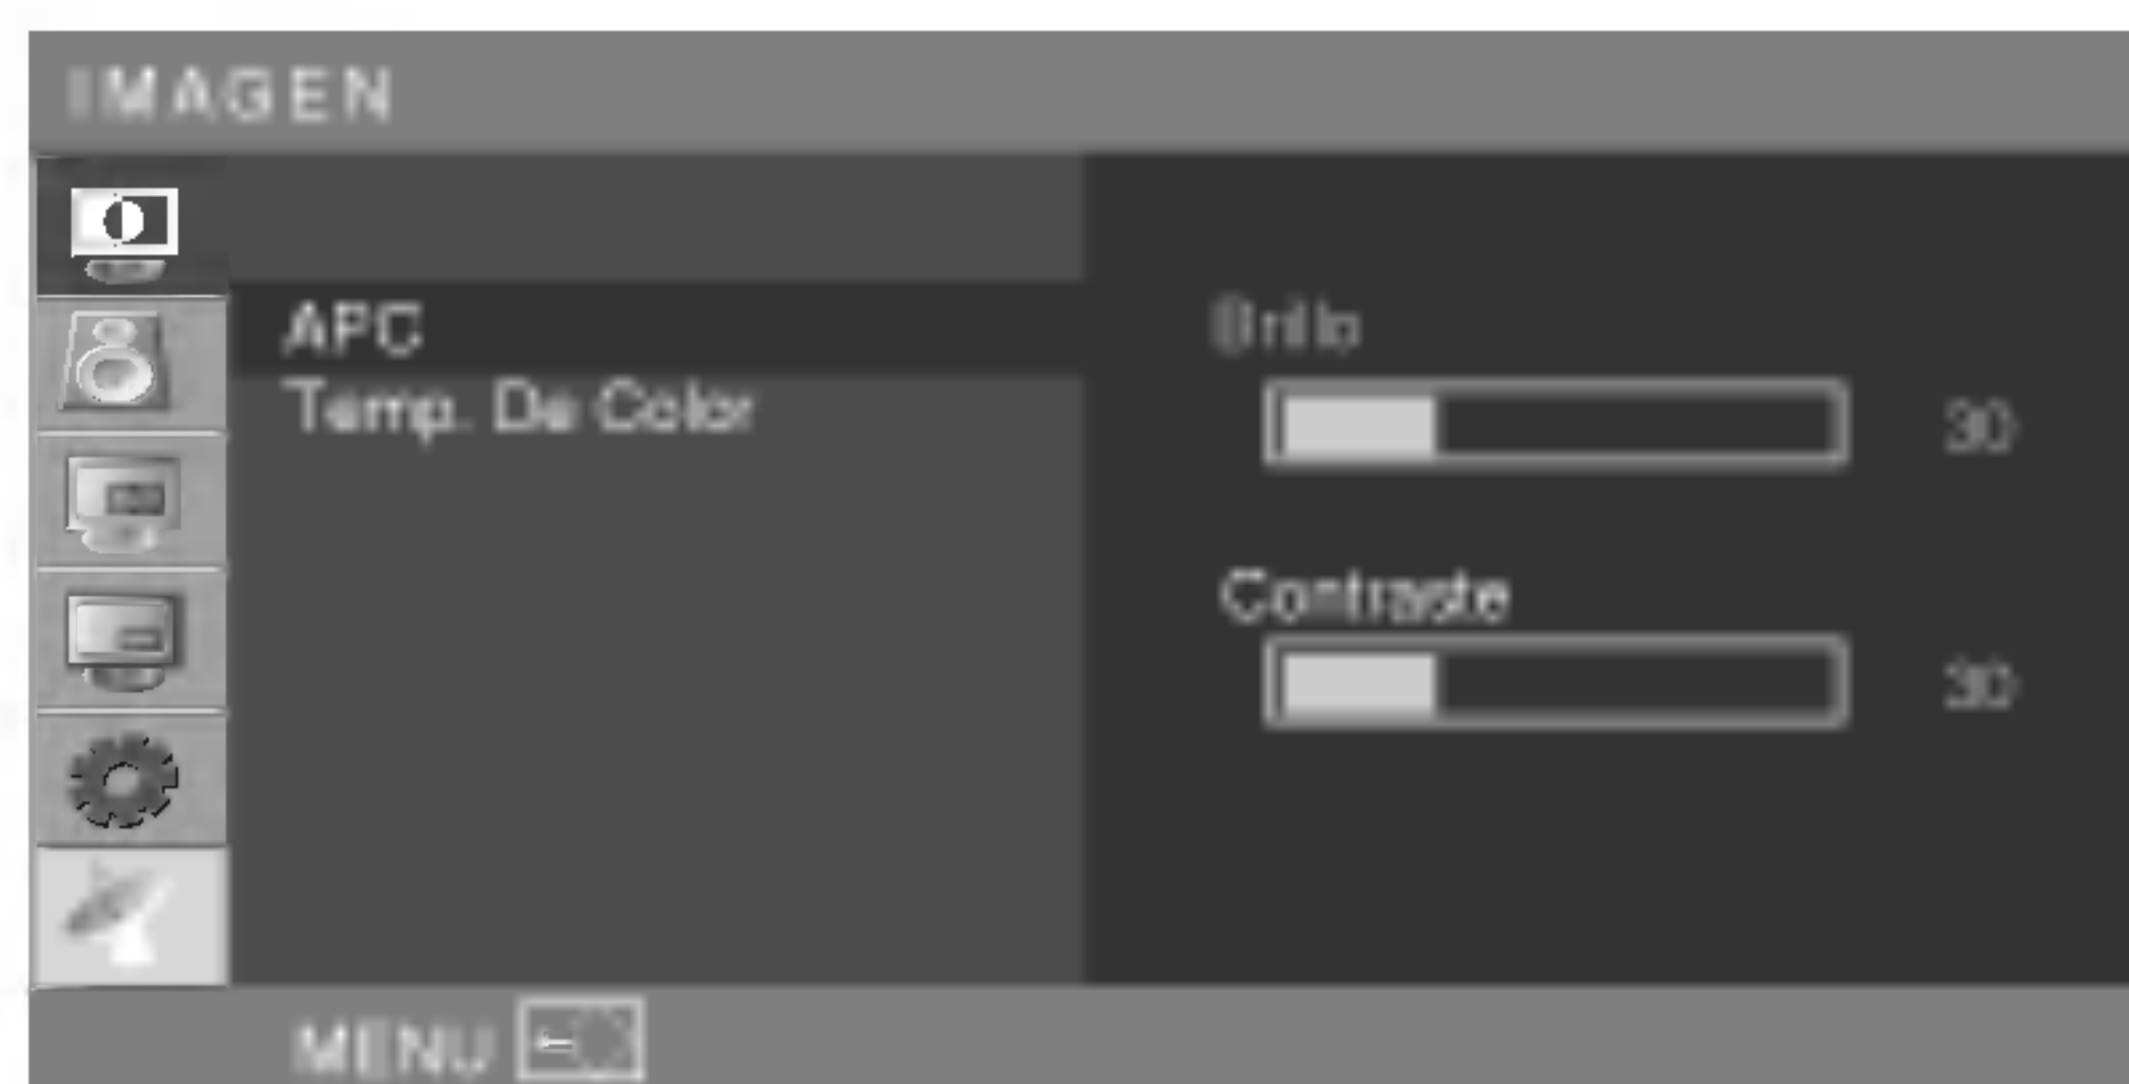 IMAGEN
APC
Temp. De Color
Brillo
30
Contraste
30
MENU